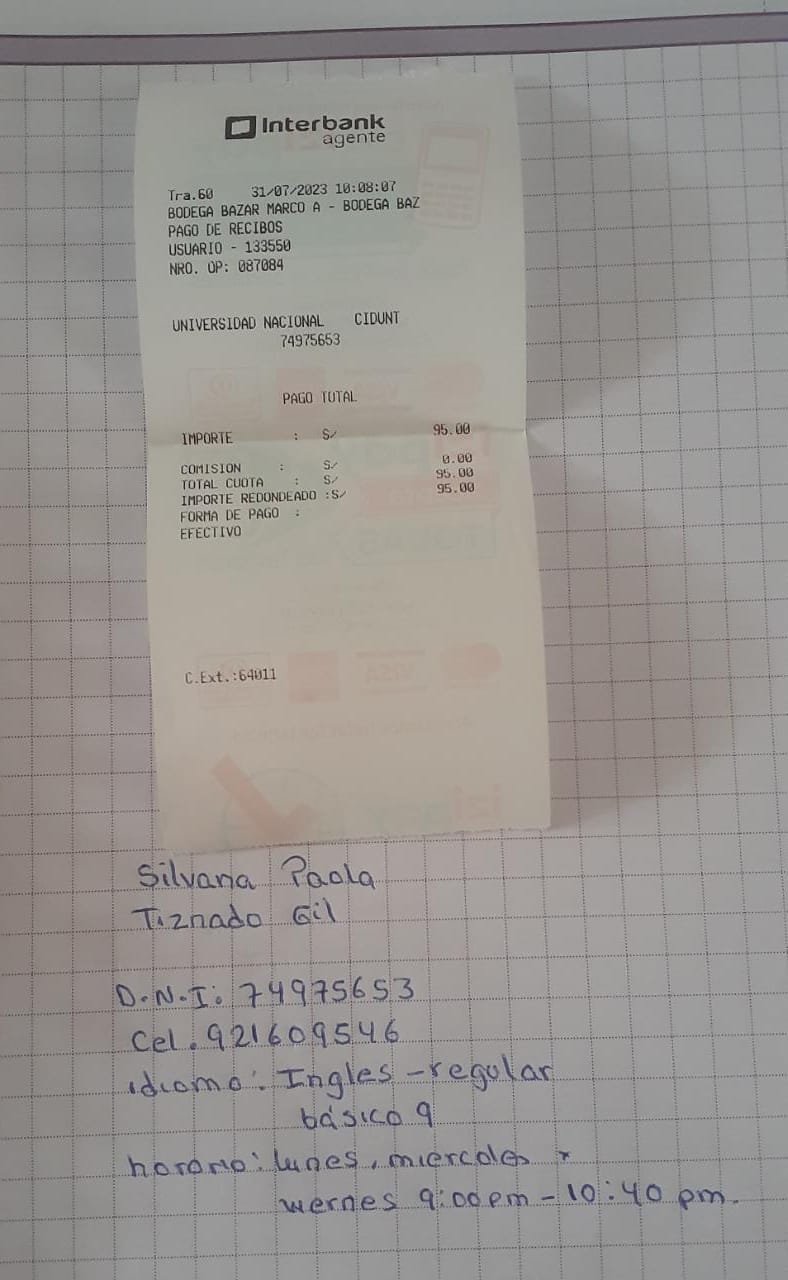 Interbank
agente
Tra.60 31/07/2023 10:08:07
BODEGA BAZAR MARCO A - BODEGA BAZ
PAGO DE RECIBOS
USUARIO - 133550
NRO. OP: 087084
UNIVERSIDAD NACIONAL CIDUNT
74975653
PAGO TOTAL
IMPORTE : S/ 95.00
COMISION : S/ 0.00
TOTAL CUOTA : S/ 95.00
IMPORTE REDONDEADO :S/ 95.00
FORMA DE PAGO :
EFECTIVO
C.Ext.:64011
Silvana Paola
Tiznado Gil
D.N.I: 74975653
Cel. 921609546
idioma: Ingles - regular
básico 9
horario: lunes, miercoles y
viernes 9:00pm - 10:40 pm.